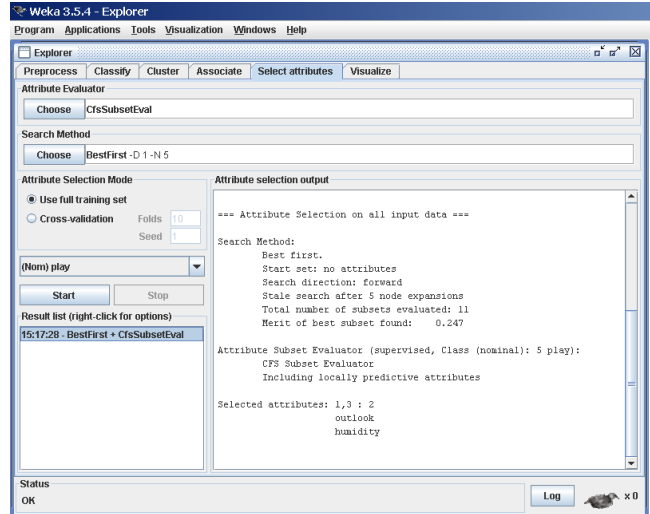 Weka 3.5.4 - Explorer
Program Applications Tools Visualization Windows Help
Explorer
Preprocess Classify Cluster Associate Select attributes Visualize
Attribute Evaluator
Choose CfsSubsetEval
Search Method
Choose BestFirst -D 1 -N 5
Attribute Selection Mode
Use full training set
Cross-validation Folds 10
Seed 1
(Nom) play
Start Stop
Result list (right-click for options)
15:17:28 - BestFirst + CfsSubsetEval
Attribute selection output
=== Attribute Selection on all input data ===
Search Method:
Best first.
Start set: no attributes
Search direction: forward
Stale search after 5 node expansions
Total number of subsets evaluated: 11
Merit of best subset found: 0.247
Attribute Subset Evaluator (supervised, Class (nominal): 5 play):
CFS Subset Evaluator
Including locally predictive attributes
Selected attributes: 1,3 : 2
outlook
humidity
Status
OK
Log x 0